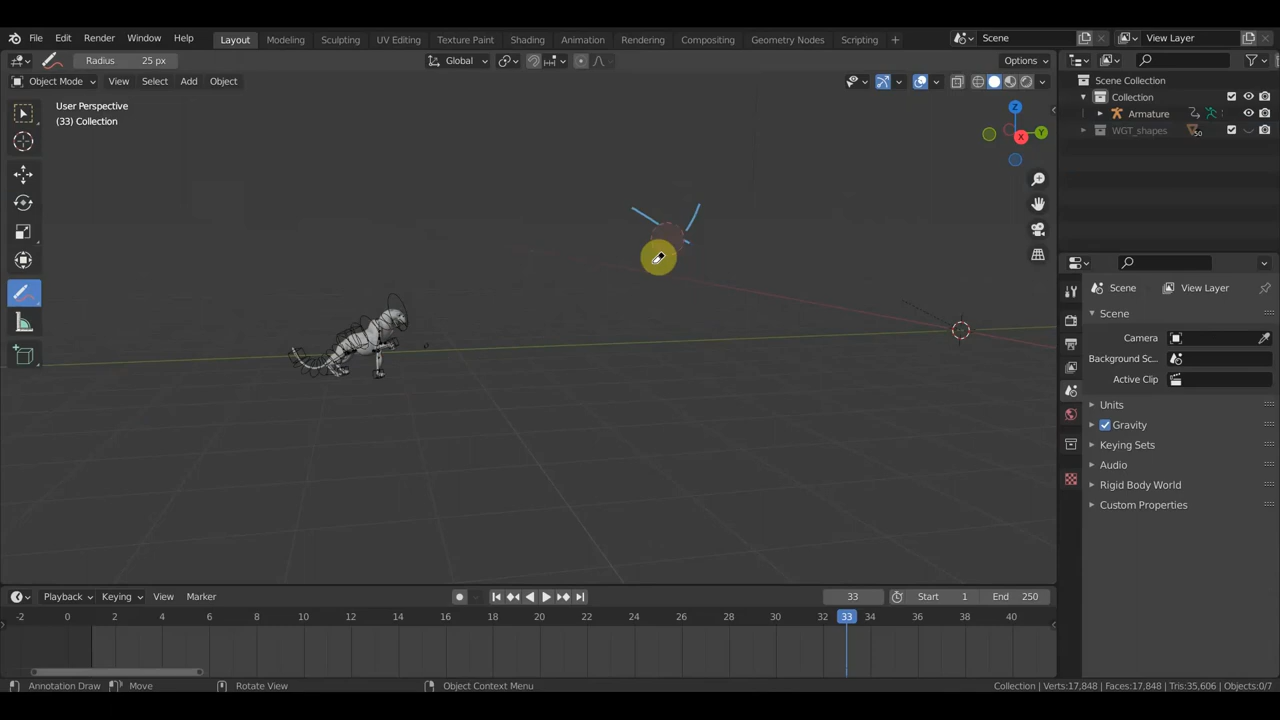 File Edit Render Window Help Layout Modeling Sculpting UV Editing Texture Paint Shading Animation Rendering Compositing Geometry Nodes Scripting + Scene View Layer
Radius 25 px Global Options
Object Mode View Select Add Object
User Perspective
(33) Collection
Z
Y
X
Scene Collection
Collection
Armature
WGT_shapes 50
Scene View Layer
Scene
Camera
Background Sc...
Active Clip
Units
Gravity
Keying Sets
Audio
Rigid Body World
Custom Properties
Playback Keying View Marker 33 Start 1 End 250
-2 0 2 4 6 8 10 12 14 16 18 20 22 24 26 28 30 32 33 34 36 38 40
Annotation Draw Move Rotate View Object Context Menu Collection | Verts:17,848 | Faces:17,848 | Tris:35,606 | Objects:0/7